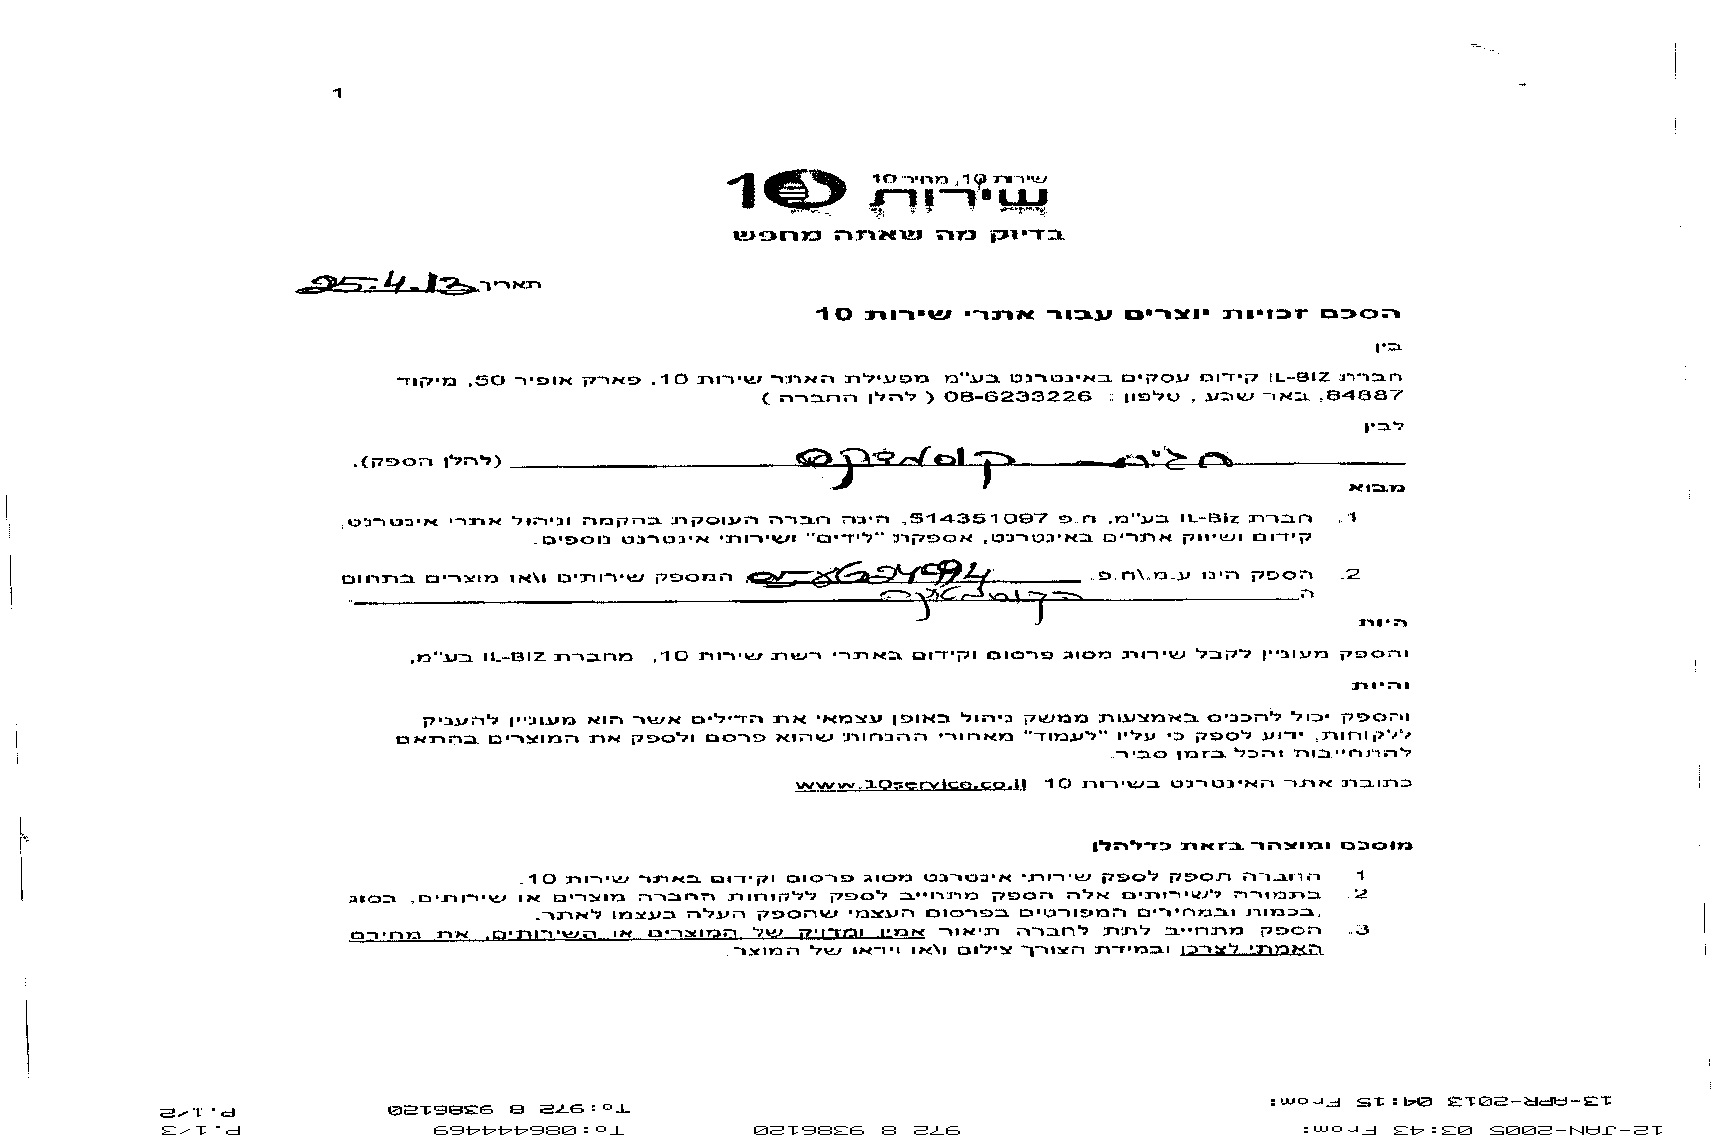 1
שירות 10, מחיר 10
שירות 10
בדיוק מה שאתה מחפש
תאריך 25.4.13
הסכם זכויות יוצרים עבור אתרי שירות 10
בין
חברת IL-BIZ קידום עסקים באינטרנט בע"מ מפעילת האתר שירות 10, פארק אופיר 50, מיקוד
84887, באר שבע, טלפון : 08-6233226 ( להלן החברה )
לבין
חגית (להלן הספק).
מבוא
1. חברת IL-Biz בע"מ, ח.פ 514351097, הינה חברה העוסקת בהקמה וניהול אתרי אינטרנט,
קידום ושיווק אתרים באינטרנט, אספקת "לידים" ושירותי אינטרנט נוספים.
2. הספק הינו ע.מ\ח.פ. המספק שירותים ו\או מוצרים בתחום
ה הקוסמטיקה
היות
והספק מעוניין לקבל שירות מסוג פרסום וקידום באתרי רשת שירות 10, מחברת IL-BIZ בע"מ,
והיות
והספק יכול להכניס באמצעות ממשק ניהול באופן עצמאי את הדילים אשר הוא מעוניין להעניק
ללקוחות, ידוע לספק כי עליו "לעמוד" מאחורי ההנחות שהוא פרסם ולספק את המוצרים בהתאם
להתחייבות והכל בזמן סביר.
כתובת אתר האינטרנט בשירות 10 www.10service.co.il
מוסכם ומוצהר בזאת כדלהלן
1 החברה תספק לספק שירותי אינטרנט מסוג פרסום וקידום באתר שירות 10.
2. בתמורה לשירותים אלה הספק מתחייב לספק ללקוחות החברה מוצרים או שירותים, בסוג
,בכמות ובמחירים המפורטים בפרסום העצמי שהספק העלה בעצמו לאתר.
3. הספק מתחייב לתת לחברה תיאור אמין ומדויק של המוצרים או השירותים, את מחירם
האמתי לצרכן ובמידת הצורך צילום ו\או וידאו של המוצר.
13-APR-2013 04:15 From: To:972 8 9386120 P.1/2
12-JAN-2005 03:43 From: 972 8 9386120 To:086444469 P.1/3